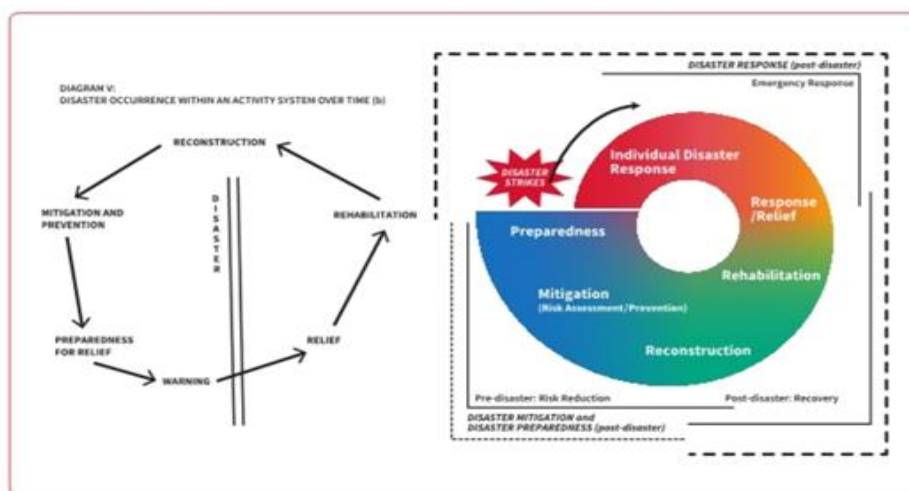 DIAGRAM V:
DISASTER OCCURRENCE WITHIN AN ACTIVITY SYSTEM OVER TIME (b)
RECONSTRUCTION
DISASTER
MITIGATION AND
PREVENTION
REHABILITATION
PREPAREDNESS
FOR RELIEF
RELIEF
WARNING
DISASTER RESPONSE (post-disaster)
Emergency Response
DISASTER
STRIKES
Individual Disaster
Response
Response
/Relief
Preparedness
Rehabilitation
Mitigation
(Risk Assessment/Prevention)
Reconstruction
Pre-disaster: Risk Reduction
Post-disaster: Recovery
DISASTER MITIGATION and
DISASTER PREPAREDNESS (post-disaster)